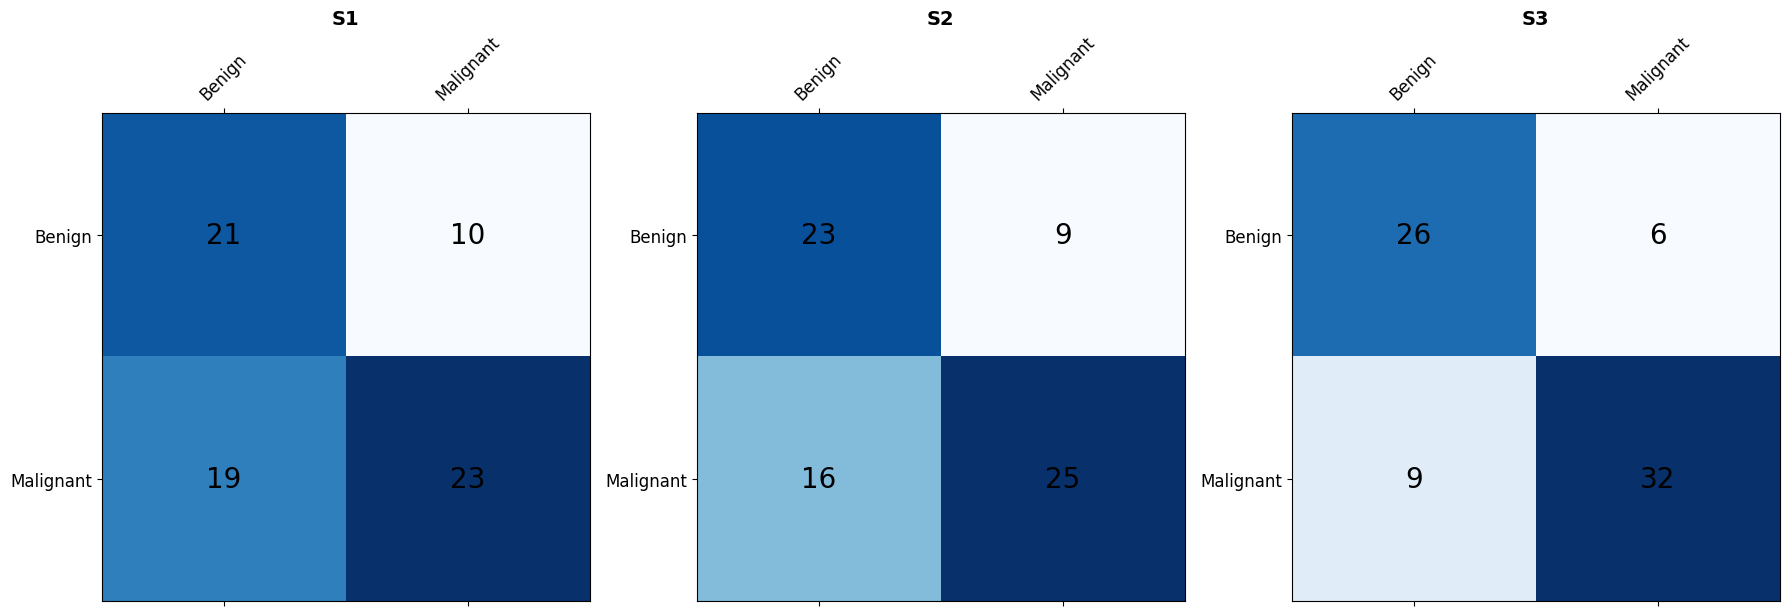 S1
Benign
Malignant
Benign 21 10
Malignant 19 23
S2
Benign
Malignant
Benign 23 9
Malignant 16 25
S3
Benign
Malignant
Benign 26 6
Malignant 9 32